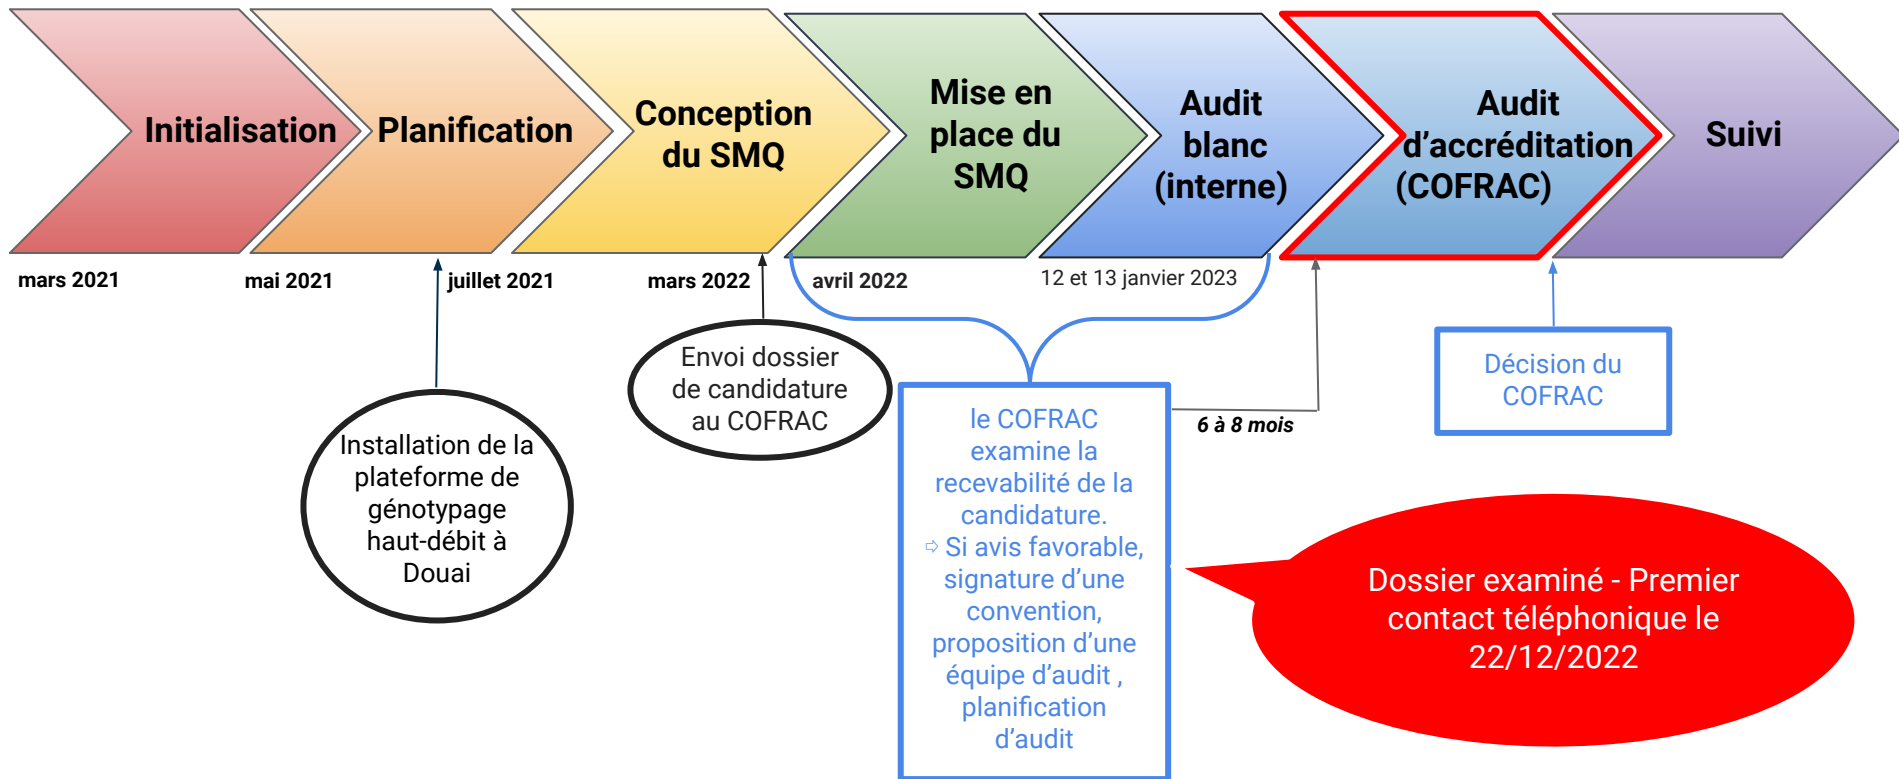 Initialisation
Planification
Conception
du SMQ
Mise en
place du
SMQ
Audit
blanc
(interne)
Audit
d’accréditation
(COFRAC)
Suivi
mars 2021
mai 2021
juillet 2021
mars 2022
avril 2022
12 et 13 janvier 2023
Installation de la
plateforme de
génotypage
haut-débit à
Douai
Envoi dossier
de candidature
au COFRAC
le COFRAC
examine la
recevabilité de la
candidature.
⇨ Si avis favorable,
signature d’une
convention,
proposition d’une
équipe d’audit ,
planification
d’audit
6 à 8 mois
Décision du
COFRAC
Dossier examiné - Premier
contact téléphonique le
22/12/2022